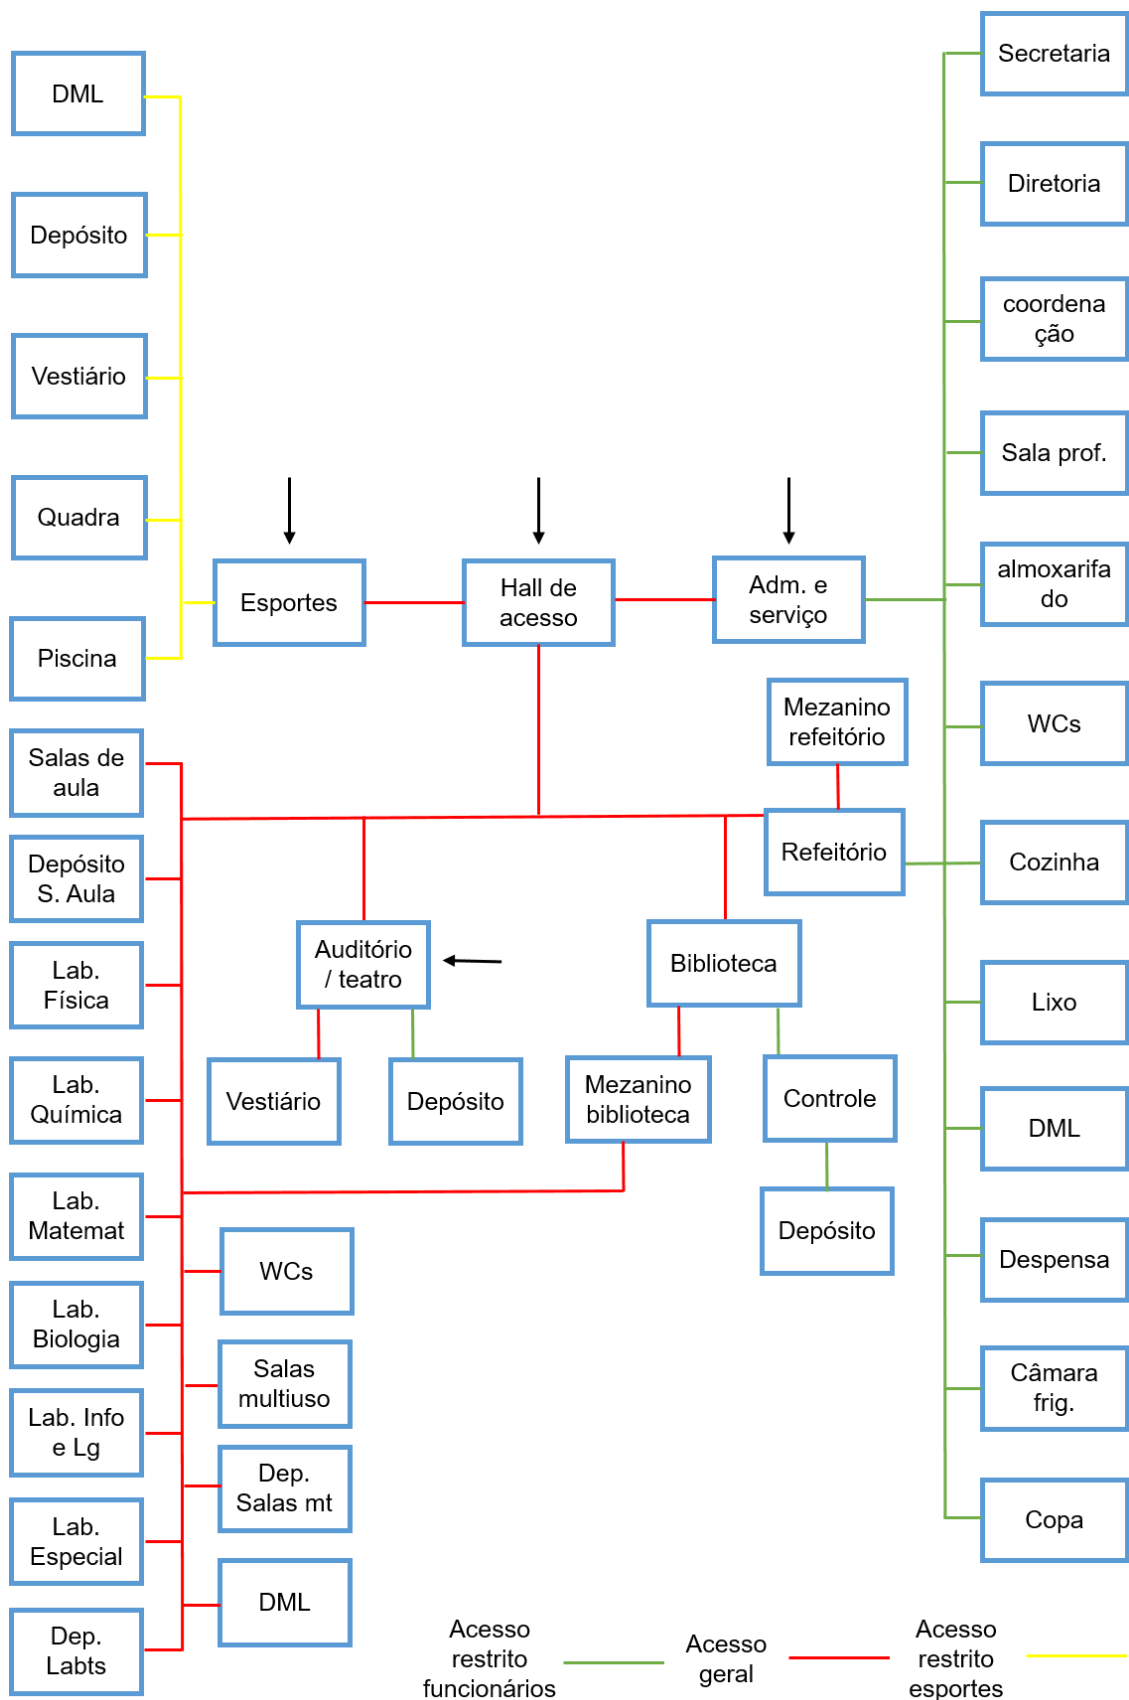 Secretaria
DML
Diretoria
Depósito
coordena
ção
Vestiário
Sala prof.
Quadra
Esportes
Hall de
acesso
Adm. e
serviço
almoxarifa
do
Piscina
Mezanino
refeitório
WCs
Salas de
aula
Refeitório
Cozinha
Depósito
S. Aula
Auditório
/ teatro
Biblioteca
Lab.
Física
Lixo
Lab.
Química
Vestiário
Depósito
Mezanino
biblioteca
Controle
DML
Lab.
Matemat
Depósito
Despensa
WCs
Lab.
Biologia
Salas
multiuso
Câmara
frig.
Lab. Info
e Lg
Dep.
Salas mt
Lab.
Especial
Copa
DML
Dep.
Labts
Acesso
restrito
funcionários
Acesso
geral
Acesso
restrito
esportes